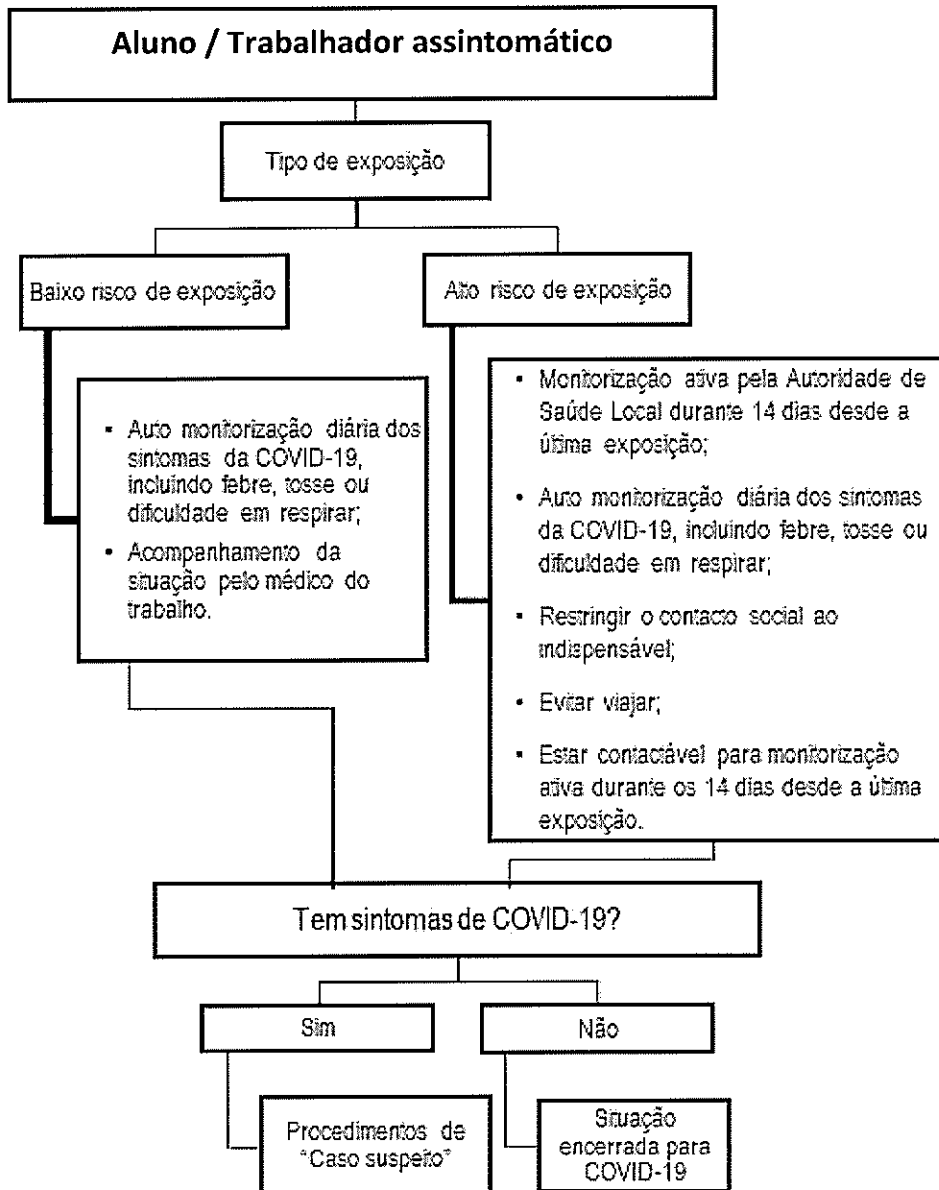 Aluno / Trabalhador assintomático
Tipo de exposição
Baixo risco de exposição
Alto risco de exposição
▪ Auto monitorização diária dos
sintomas da COVID-19,
incluindo febre, tosse ou
dificuldade em respirar;
▪ Acompanhamento da
situação pelo médico do
trabalho.
▪ Monitorização ativa pela Autoridade de
Saúde Local durante 14 dias desde a
última exposição;
▪ Auto monitorização diária dos sintomas
da COVID-19, incluindo febre, tosse ou
dificuldade em respirar;
▪ Restringir o contacto social ao
indispensável;
▪ Evitar viajar;
▪ Estar contactável para monitorização
ativa durante os 14 dias desde a última
exposição.
Tem sintomas de COVID-19?
Sim
Não
Procedimentos de
"Caso suspeito"
Situação
encerrada para
COVID-19